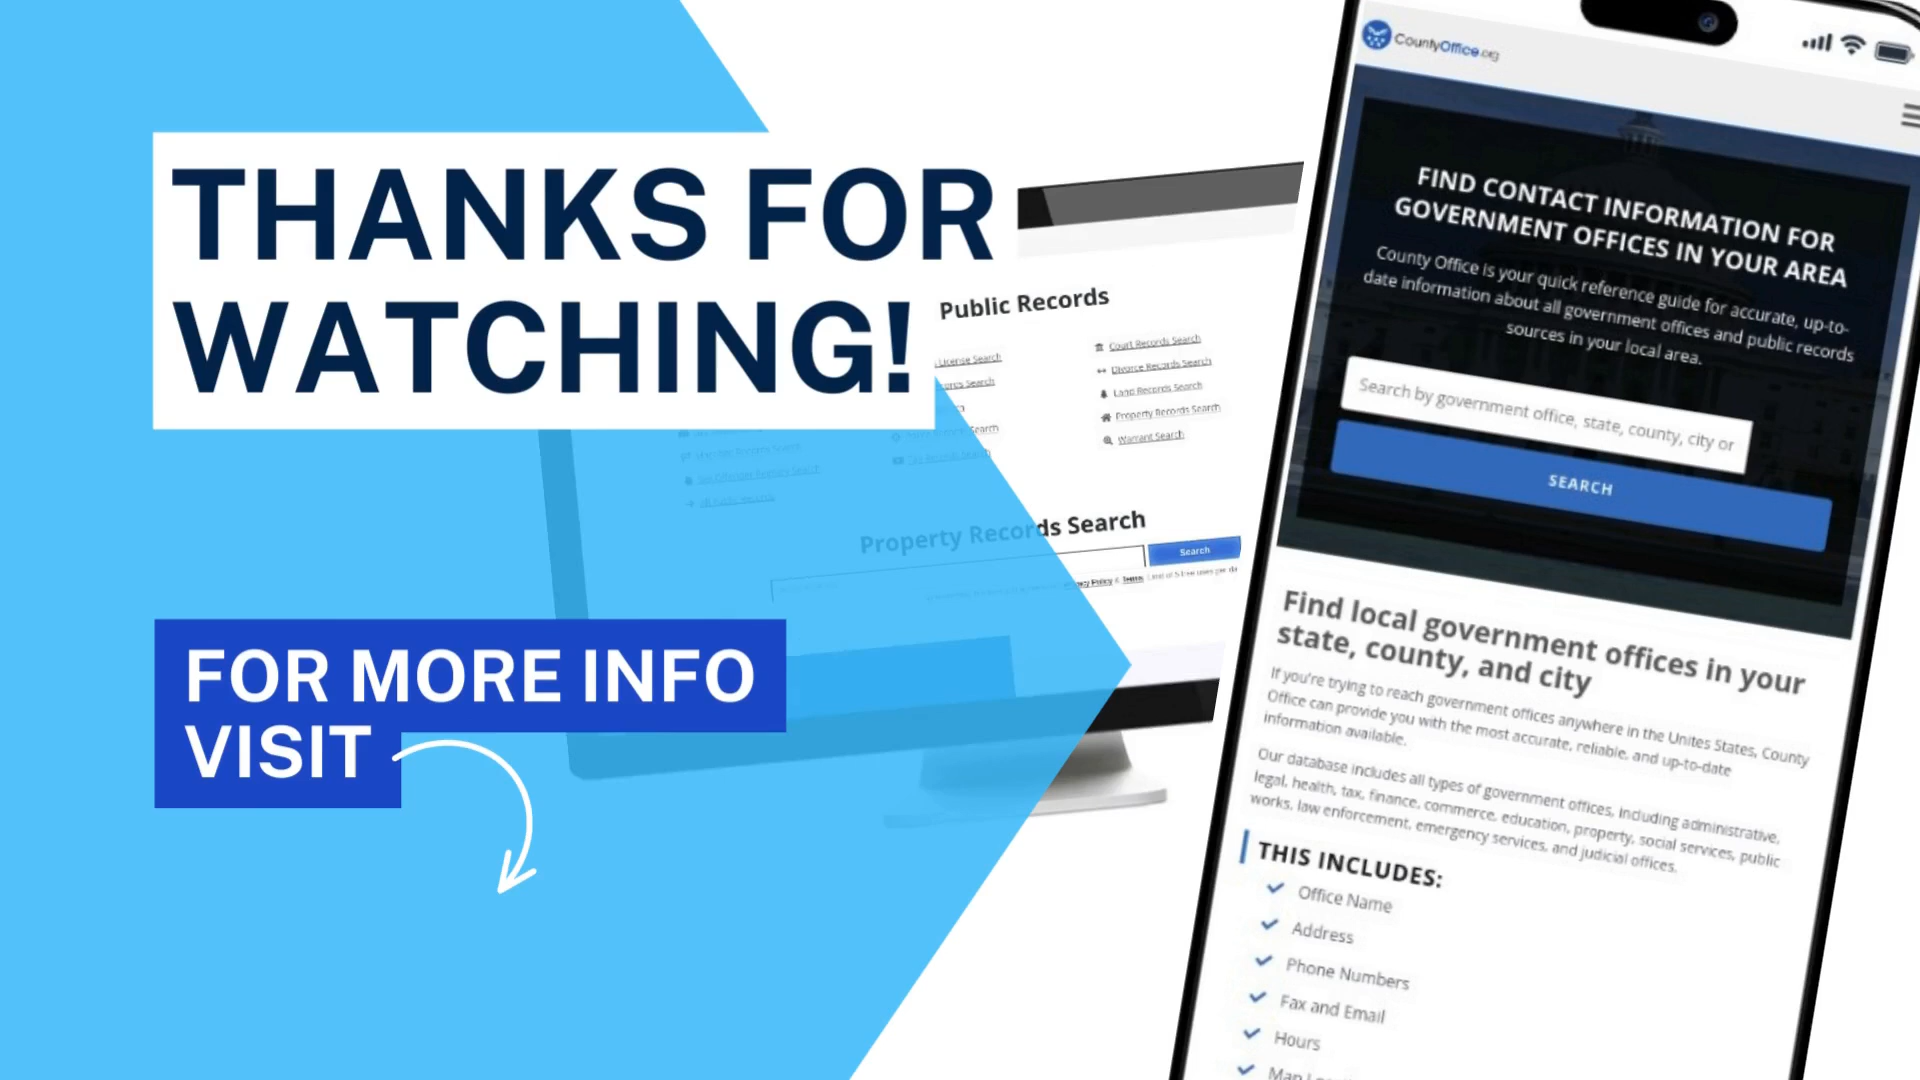 THANKS FOR
WATCHING!
FOR MORE INFO
VISIT
Public Records
License Search
Search
Search
Court Records Search
Divorce Records Search
Land Records Search
Property Records Search
Warrant Search
Property Records Search
Search
Policy & Terms
CountyOffice.org
FIND CONTACT INFORMATION FOR
GOVERNMENT OFFICES IN YOUR AREA
County Office is your quick reference guide for accurate, up-to-
date information about all government offices and public records
sources in your local area.
Search by government office, state, county, city or
SEARCH
Find local government offices in your
state, county, and city
If you're trying to reach government offices anywhere in the Unites States, County
Office can provide you with the most accurate, reliable, and up-to-date
information available.
Our database includes all types of government offices, including administrative,
legal, health, tax, finance, commerce, education, property, social services, public
works, law enforcement, emergency services, and judicial offices.
THIS INCLUDES:
Office Name
Address
Phone Numbers
Fax and Email
Hours